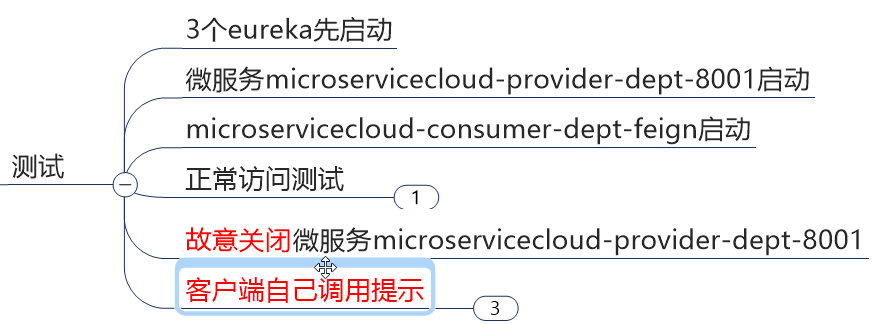 3个eureka先启动
微服务microservicecloud-provider-dept-8001启动
microservicecloud-consumer-dept-feign启动
测试
正常访问测试
1
故意关闭微服务microservicecloud-provider-dept-8001
客户端自己调用提示
3